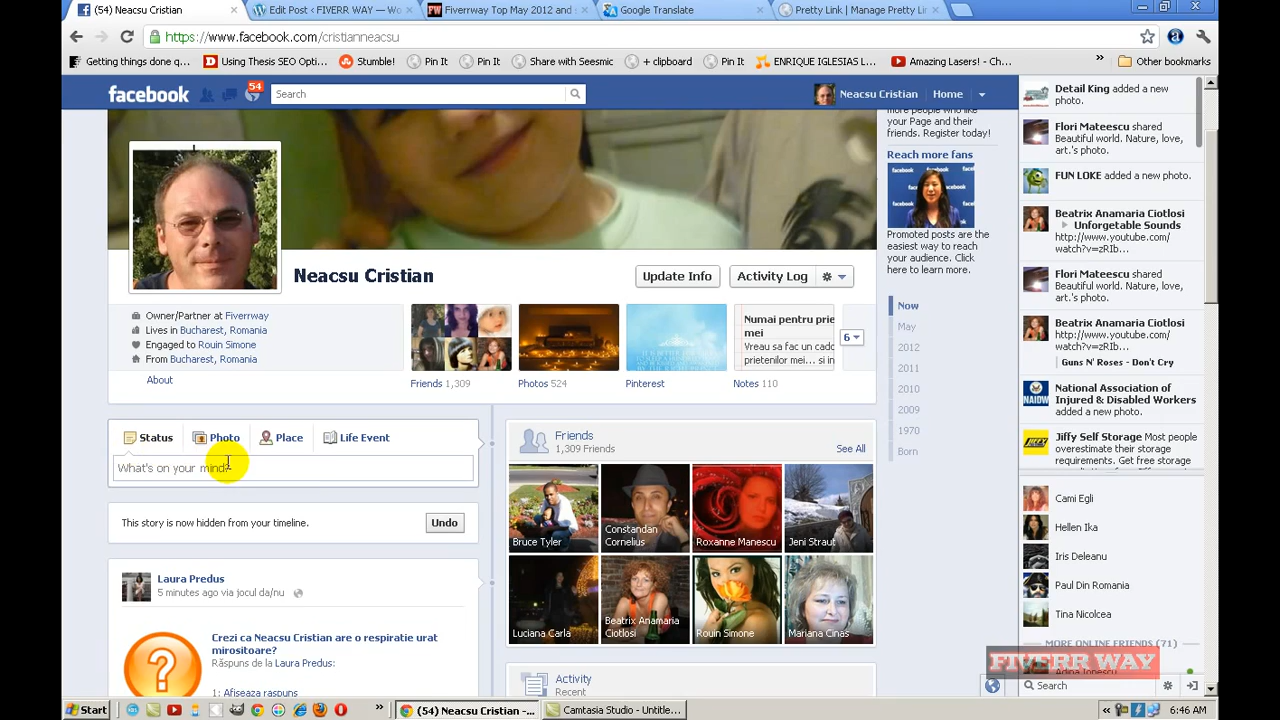 (54) Neacsu Cristian
Edit Post ‹ FIVERR WAY — Wo
Fiverrway Top May 2012 and
Google Translate
Pretty Link | Manage Pretty Lin
https://www.facebook.com/cristianneacsu
Getting things done q...
Using Thesis SEO Opti...
Stumble!
Pin It
Pin It
Share with Seesmic
+ clipboard
Pin It
ENRIQUE IGLESIAS L...
Amazing Lasers! - Ch...
Other bookmarks
facebook
54
Search
Neacsu Cristian
Home
more people who like
your Page and their
friends. Register today!
Reach more fans
Promoted posts are the
easiest way to reach
your audience. Click
here to learn more.
Neacsu Cristian
Update Info
Activity Log
Owner/Partner at Fiverrway
Lives in Bucharest, Romania
Engaged to Rouin Simone
From Bucharest, Romania
About
Friends 1,309
Photos 524
Pinterest
Numai pentru prie
mei
Vreau sa fac un cadc
prietenilor mei... si in
Notes 110
6
Now
May
2012
2011
2010
2009
1970
Born
Status
Photo
Place
Life Event
What's on your mind?
This story is now hidden from your timeline.
Undo
Laura Predus
5 minutes ago via jocul da/nu
Crezi ca Neacsu Cristian are o respiratie urat
mirositoare?
Răspuns de la Laura Predus:
1: Afiseaza raspuns
Friends
1,309 Friends
See All
Bruce Tyler
Constandan
Cornelius
Roxanne Manescu
Jeni Straut
Luciana Carla
Beatrix Anamaria
Ciotlosi
Rouin Simone
Mariana Cinas
Activity
Recent
Detail King added a new
photo.
Flori Mateescu shared
Beautiful world. Nature, love,
art.'s photo.
FUN LOKE added a new photo.
Beatrix Anamaria Ciotlosi
Unforgetable Sounds
http://www.youtube.com/
watch?v=zRIb...
Flori Mateescu shared
Beautiful world. Nature, love,
art.'s photo.
Beatrix Anamaria Ciotlosi
http://www.youtube.com/
watch?v=zRIb...
Guns N' Roses - Don't Cry
National Association of
Injured & Disabled Workers
added a new photo.
Jiffy Self Storage Most people
overestimate their storage
requirements. Get free storage
Cami Egli
Hellen Ika
Iris Deleanu
Paul Din Romania
Tina Nicolcea
MORE ONLINE FRIENDS (71)
Adina Ionescu
FIVERR WAY
Search
Start
(54) Neacsu Cristian -...
Camtasia Studio - Untitle...
6:46 AM